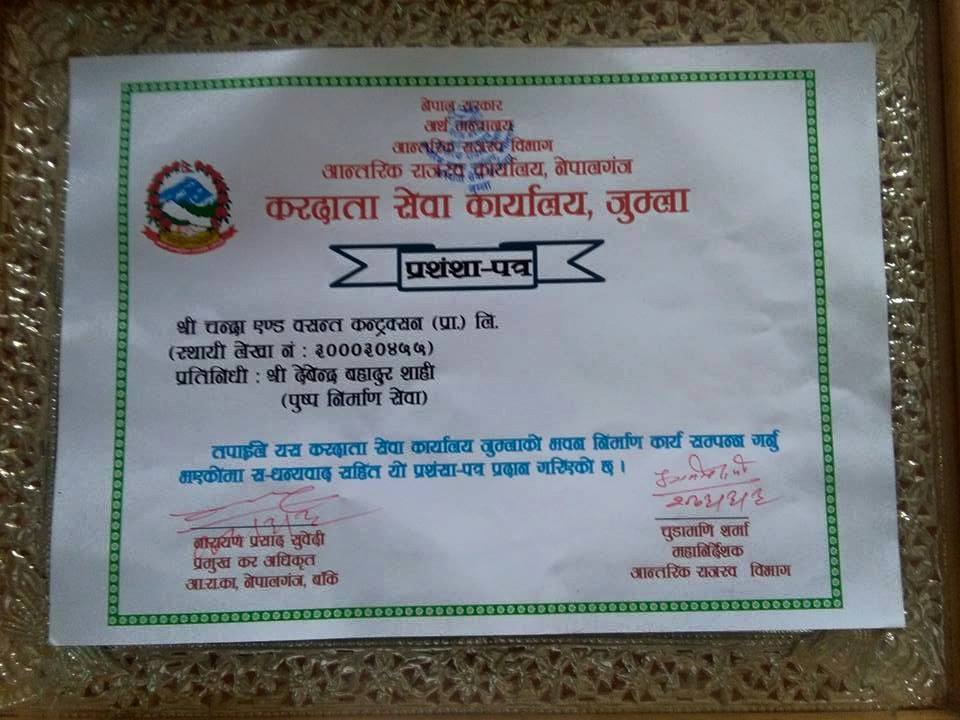 नेपाल सरकार
अर्थ मन्त्रालय
आन्तरिक राजस्व विभाग
आन्तरिक राजस्व कार्यालय, नेपालगंज
करदाता सेवा कार्यालय, जुम्ला
प्रशंशा-पत्र
श्री चन्द्रा एण्ड वसन्त कन्ट्रक्सन (प्रा.) लि.
(स्थायी लेखा नं : ३०००३०४५५)
प्रतिनिधी : श्री देबेन्द्र बहादुर शाही
(पुष्प निर्माण सेवा)
तपाईले यस करदाता सेवा कार्यालय जुम्लाको भवन निर्माण कार्य सम्पन्न गर्नु
भएकोमा स-धन्यवाद सहित यो प्रशंसा-पत्र प्रदान गरिएको छ ।
नारायण प्रसाद सुवेदी
प्रमुख कर अधिकृत
आ.रा.का, नेपालगंज, बाँके
चुडामणि शर्मा
महानिर्देशक
आन्तरिक राजस्व विभाग